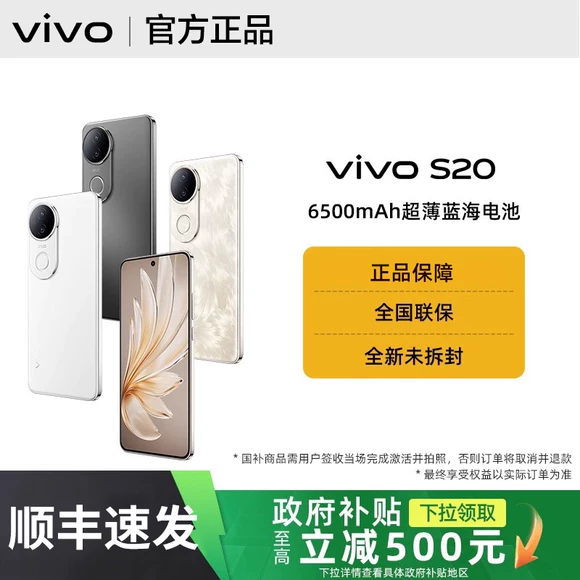 vivo | 官方正品
vivo S20
6500mAh超薄蓝海电池
正品保障
全国联保
全新未拆封
* 国补商品需用户签收当场完成激活并拍照，否则订单将取消并退款
* 最终享受权益以实际订单为准
顺丰速发
政府补贴 下拉领取
至高 立减500元
下拉详情查看具体政府补贴地区